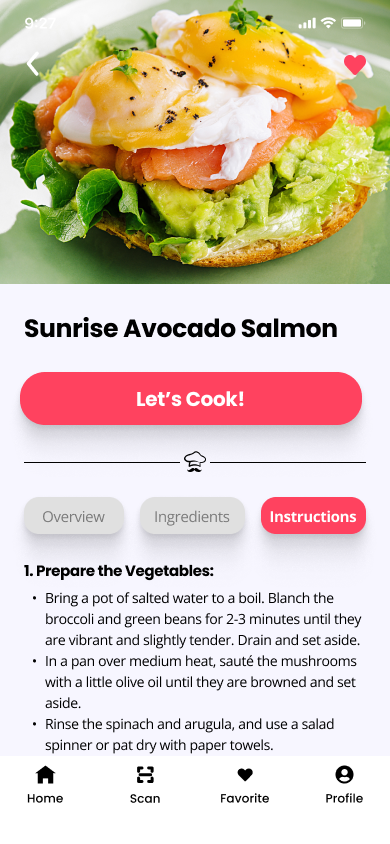 9:27
Sunrise Avocado Salmon
Let’s Cook!
Overview
Ingredients
Instructions
1. Prepare the Vegetables:
• Bring a pot of salted water to a boil. Blanch the
broccoli and green beans for 2-3 minutes until they
are vibrant and slightly tender. Drain and set aside.
• In a pan over medium heat, sauté the mushrooms
with a little olive oil until they are browned and set
aside.
• Rinse the spinach and arugula, and use a salad
spinner or pat dry with paper towels.
Home
Scan
Favorite
Profile